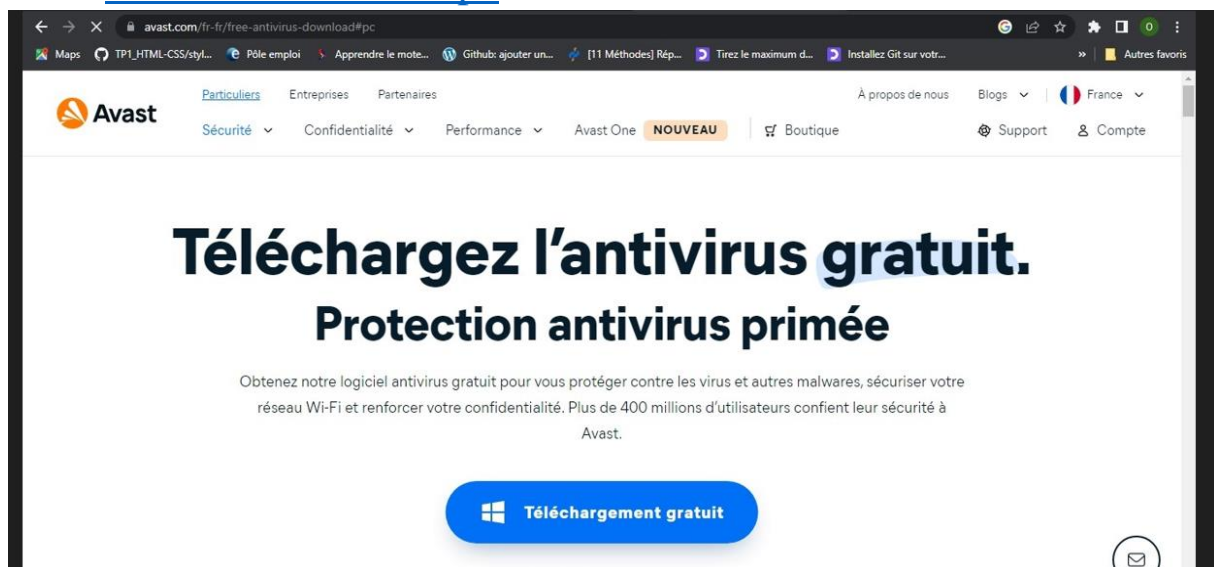 avast.com/fr-fr/free-antivirus-download#pc
Maps TP1_HTML-CSS/styl... Pôle emploi Apprendre le mote... Github: ajouter un... [11 Méthodes] Rép... Tirez le maximum d... Installez Git sur votr... » Autres favoris
Particuliers Entreprises Partenaires À propos de nous Blogs France
Avast
Sécurité Confidentialité Performance Avast One NOUVEAU Boutique Support Compte
Téléchargez l’antivirus gratuit.
Protection antivirus primée
Obtenez notre logiciel antivirus gratuit pour vous protéger contre les virus et autres malwares, sécuriser votre
réseau Wi-Fi et renforcer votre confidentialité. Plus de 400 millions d’utilisateurs confient leur sécurité à
Avast.
Téléchargement gratuit